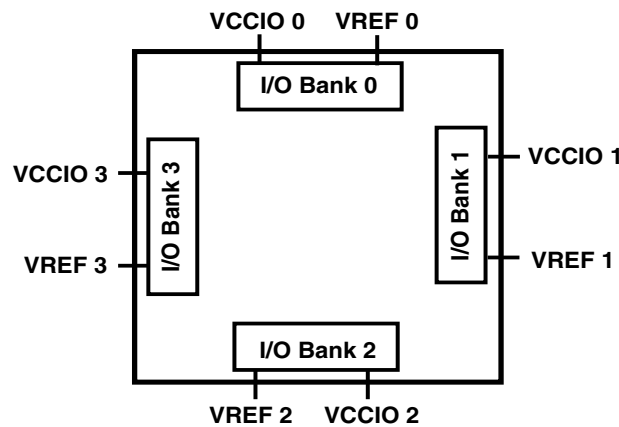 VCCIO 0 VREF 0
I/O Bank 0
VCCIO 3
I/O Bank 3
VREF 3
I/O Bank 1
VCCIO 1
VREF 1
I/O Bank 2
VREF 2 VCCIO 2